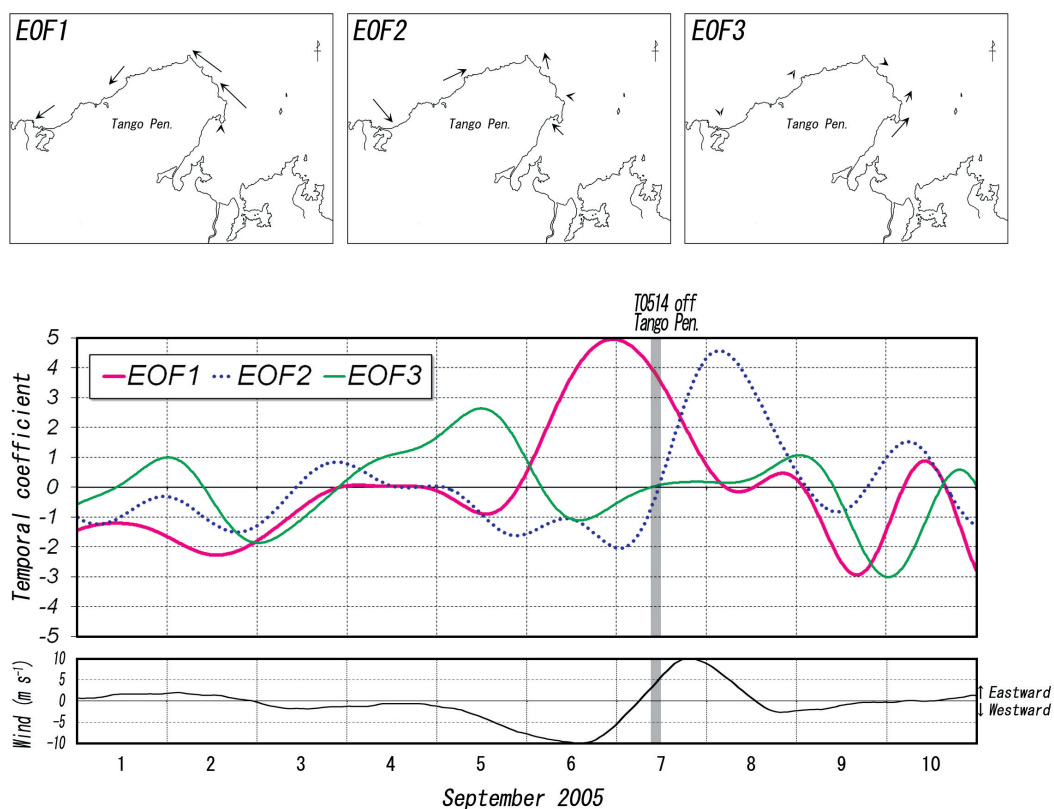 EOF1
EOF2
EOF3
Tango Pen.
Tango Pen.
Tango Pen.
T0514 off
Tango Pen.
Temporal coefficient
5
4
3
2
1
0
-1
-2
-3
-4
-5
EOF1
EOF2
EOF3
Wind (m s⁻¹)
10
5
0
-5
-10
↑ Eastward
↓ Westward
1 2 3 4 5 6 7 8 9 10
September 2005